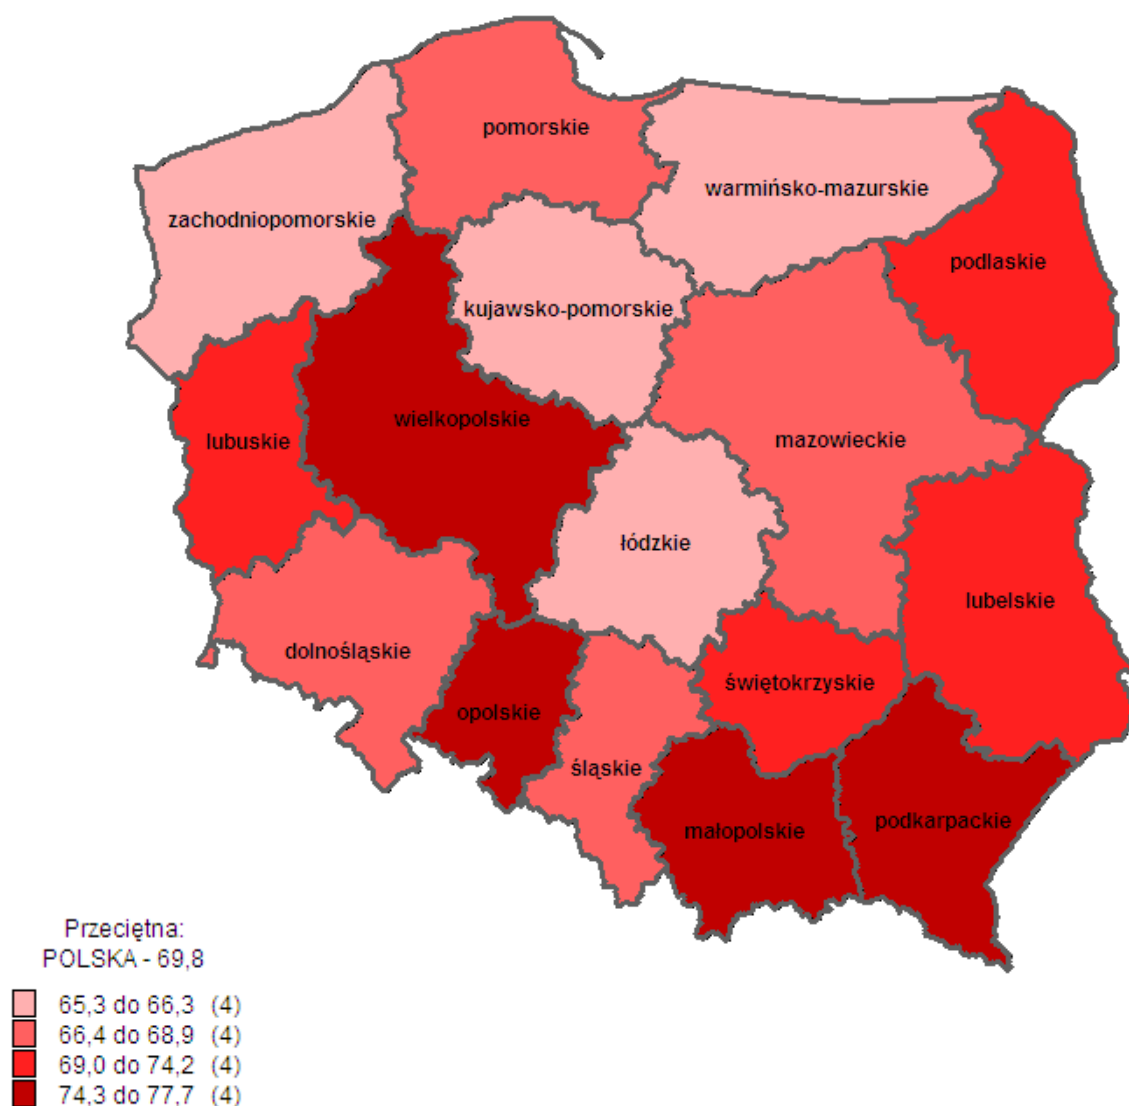 pomorskie
warmińsko-mazurskie
zachodniopomorskie
podlaskie
kujawsko-pomorskie
wielkopolskie
lubuskie
mazowieckie
łódzkie
lubelskie
dolnośląskie
świętokrzyskie
opolskie
śląskie
małopolskie
podkarpackie
Przeciętna:
POLSKA - 69,8
65,3 do 66,3 (4)
66,4 do 68,9 (4)
69,0 do 74,2 (4)
74,3 do 77,7 (4)